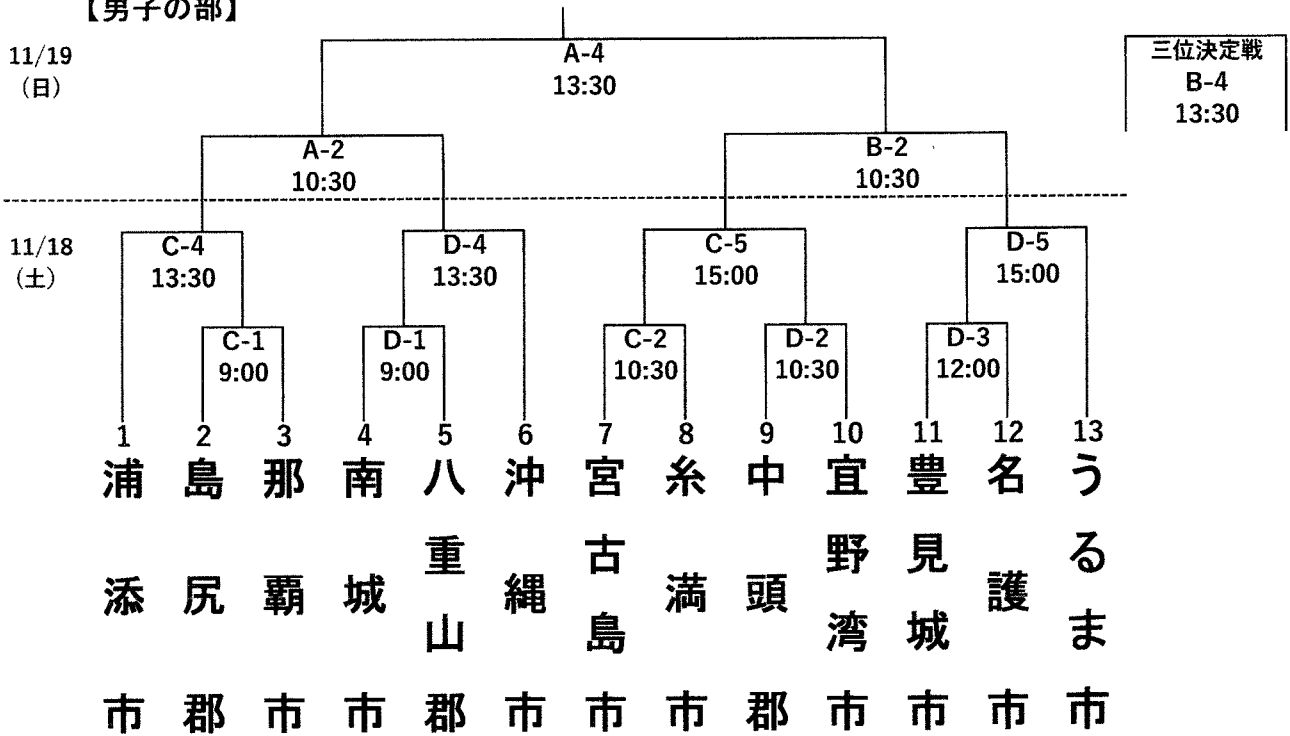 【男子の部】
11/19
（日）
A-4
13:30
三位決定戦
B-4
13:30
A-2
10:30
B-2
10:30
11/18
（土）
C-4
13:30
D-4
13:30
C-5
15:00
D-5
15:00
C-1
9:00
D-1
9:00
C-2
10:30
D-2
10:30
D-3
12:00
1
浦添市
2
島尻郡
3
那覇市
4
南城市
5
八重山郡
6
沖縄市
7
宮古島市
8
糸満市
9
中頭郡
10
宜野湾市
11
豊見城市
12
名護市
13
うるま市